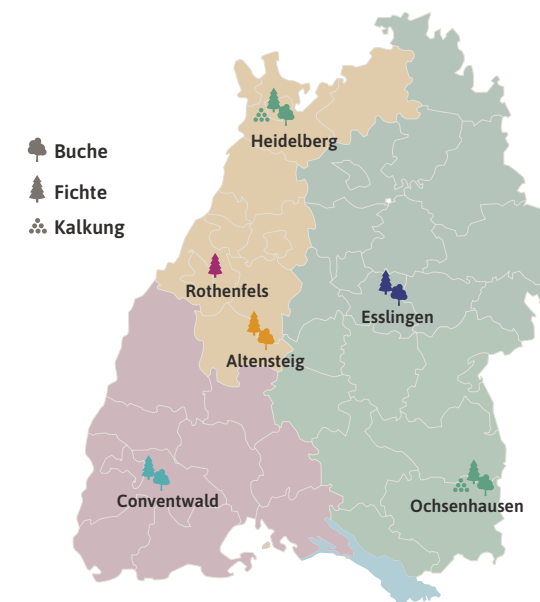 Heidelberg
Buche
Fichte
Kalkung
Rothenfels
Esslingen
Altensteig
Conventwald
Ochsenhausen